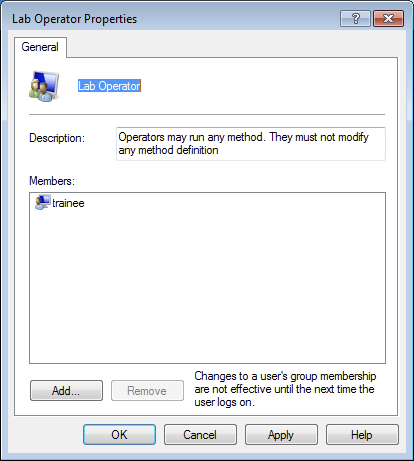 Lab Operator Properties
General
Lab Operator
Description:
Operators may run any method. They must not modify
any method definition
Members:
trainee
Add...
Remove
Changes to a user's group membership
are not effective until the next time the
user logs on.
OK
Cancel
Apply
Help